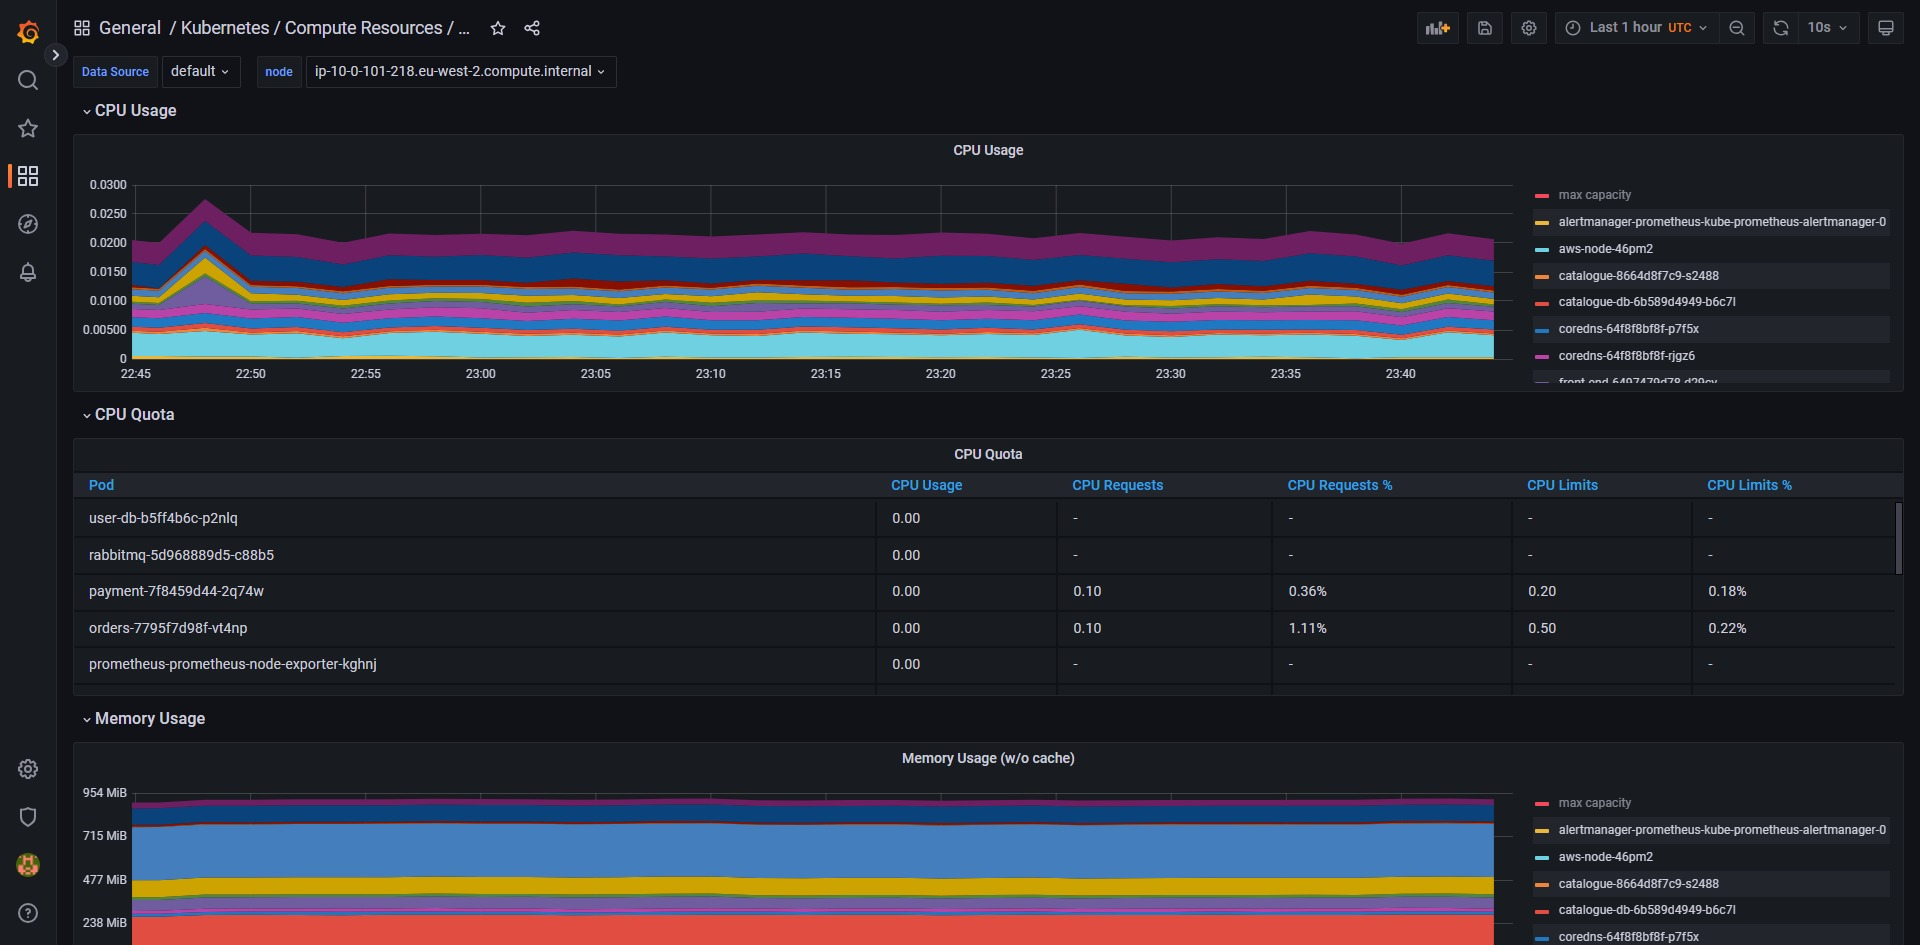 General / Kubernetes / Compute Resources / ...
Last 1 hour UTC
10s
Data Source default node ip-10-0-101-218.eu-west-2.compute.internal
CPU Usage
CPU Usage
0.0300
0.0250
0.0200
0.0150
0.0100
0.00500
0
22:45 22:50 22:55 23:00 23:05 23:10 23:15 23:20 23:25 23:30 23:35 23:40
max capacity
alertmanager-prometheus-kube-prometheus-alertmanager-0
aws-node-46pm2
catalogue-8664d8f7c9-s2488
catalogue-db-6b589d4949-b6c7l
coredns-64f8f8bf8f-p7f5x
coredns-64f8f8bf8f-rjgz6
CPU Quota
CPU Quota
Pod CPU Usage CPU Requests CPU Requests % CPU Limits CPU Limits %
user-db-b5ff4b6c-p2nlq 0.00 - - - -
rabbitmq-5d968889d5-c88b5 0.00 - - - -
payment-7f8459d44-2q74w 0.00 0.10 0.36% 0.20 0.18%
orders-7795f7d98f-vt4np 0.00 0.10 1.11% 0.50 0.22%
prometheus-prometheus-node-exporter-kghnj 0.00 - - - -
Memory Usage
Memory Usage (w/o cache)
954 MiB
715 MiB
477 MiB
238 MiB
max capacity
alertmanager-prometheus-kube-prometheus-alertmanager-0
aws-node-46pm2
catalogue-8664d8f7c9-s2488
catalogue-db-6b589d4949-b6c7l
coredns-64f8f8bf8f-p7f5x